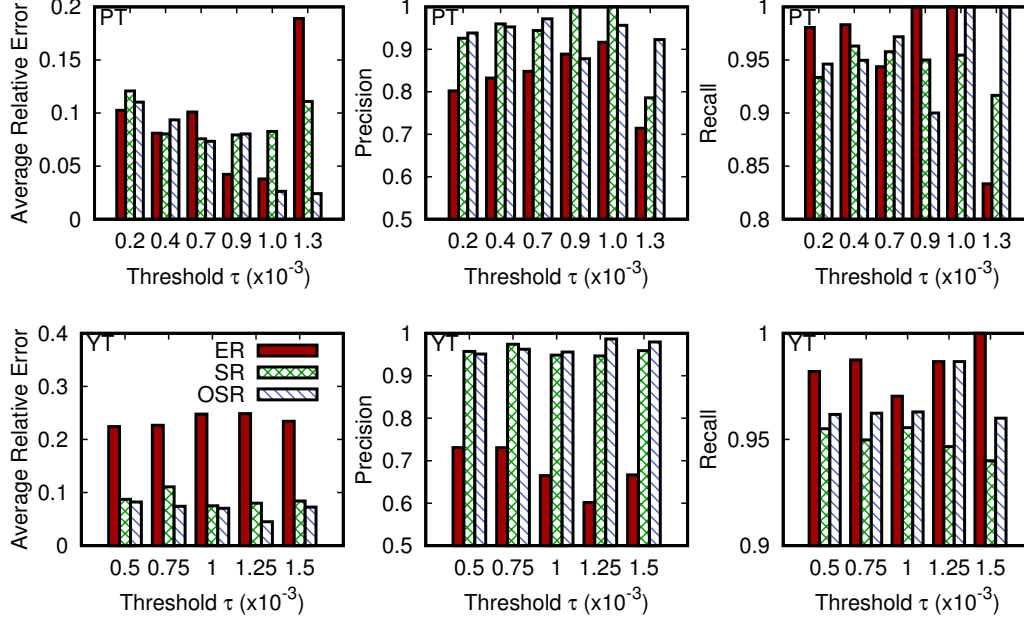 PT
Average Relative Error
0.2
0.15
0.1
0.05
0
0.2 0.4 0.7 0.9 1.0 1.3
Threshold τ (x10⁻³)
PT
Precision
1
0.9
0.8
0.7
0.6
0.5
0.2 0.4 0.7 0.9 1.0 1.3
Threshold τ (x10⁻³)
PT
Recall
1
0.95
0.9
0.85
0.8
0.2 0.4 0.7 0.9 1.0 1.3
Threshold τ (x10⁻³)
YT
Average Relative Error
0.4
0.3
0.2
0.1
0
ER
SR
OSR
0.5 0.75 1 1.25 1.5
Threshold τ (x10⁻³)
YT
Precision
1
0.9
0.8
0.7
0.6
0.5
0.5 0.75 1 1.25 1.5
Threshold τ (x10⁻³)
YT
Recall
1
0.95
0.9
0.5 0.75 1 1.25 1.5
Threshold τ (x10⁻³)